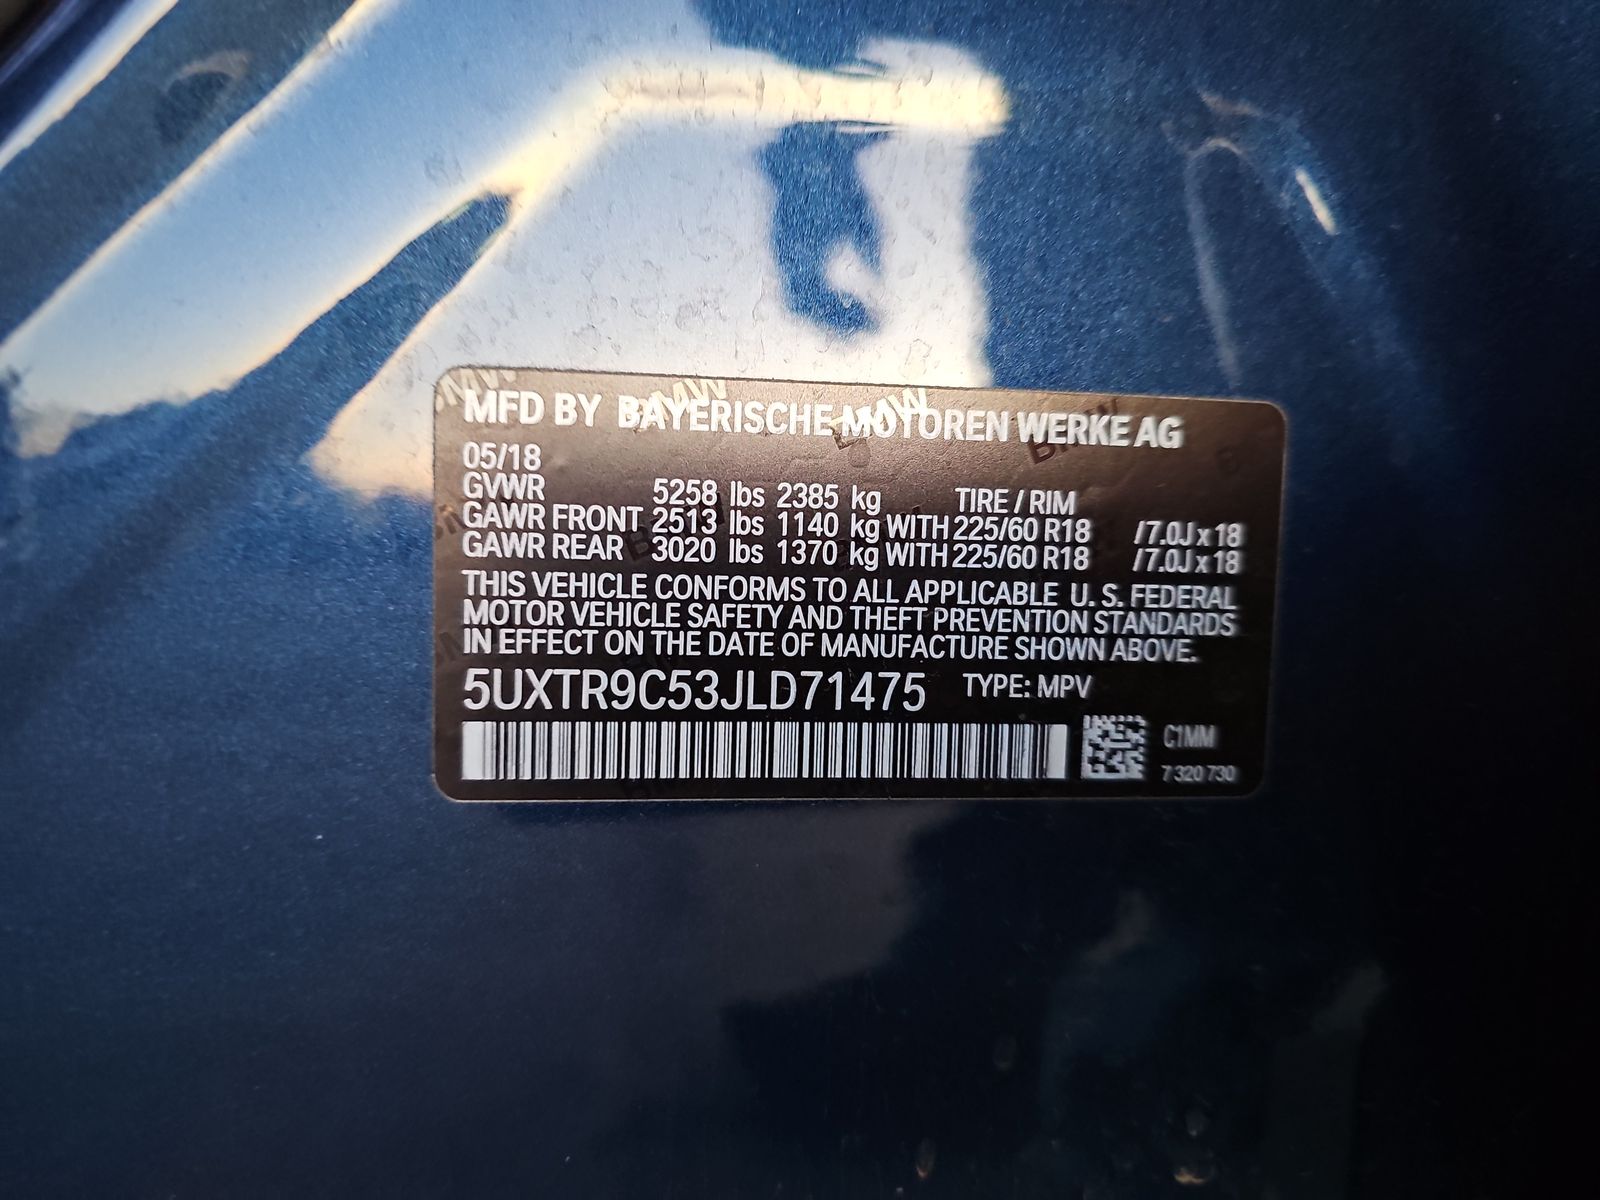 MFD BY BAYERISCHE MOTOREN WERKE AG
05/18
GVWR 5258 lbs 2385 kg TIRE / RIM
GAWR FRONT 2513 lbs 1140 kg WITH 225/60 R18 /7.0J x 18
GAWR REAR 3020 lbs 1370 kg WITH 225/60 R18 /7.0J x 18
THIS VEHICLE CONFORMS TO ALL APPLICABLE U. S. FEDERAL
MOTOR VEHICLE SAFETY AND THEFT PREVENTION STANDARDS
IN EFFECT ON THE DATE OF MANUFACTURE SHOWN ABOVE.
5UXTR9C53JLD71475 TYPE: MPV
C1MM
7 320 730